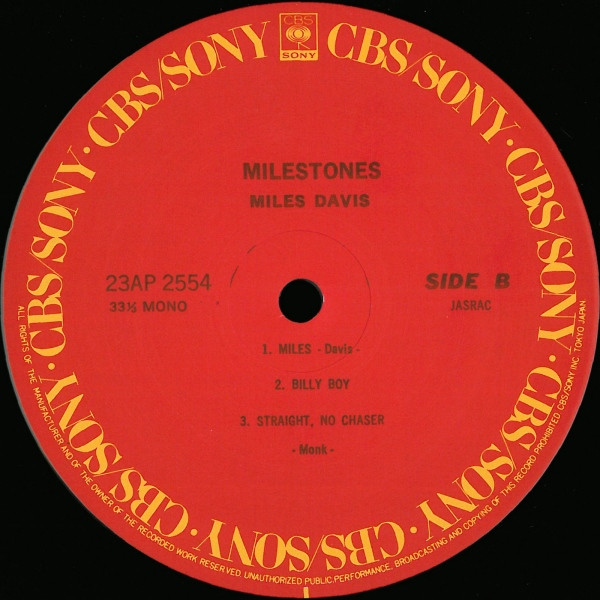 CBS
SONY
CBS/SONY · CBS/SONY · CBS/SONY · CBS/SONY · CBS/SONY · CBS/SONY · CBS/SONY · CBS/SONY
MILESTONES
MILES DAVIS
23AP 2554
33⅓ MONO
SIDE B
JASRAC
1. MILES - Davis -
2. BILLY BOY
3. STRAIGHT, NO CHASER
- Monk -
ALL RIGHTS OF THE MANUFACTURER AND OF THE OWNER OF THE RECORDED WORK RESERVED. UNAUTHORIZED PUBLIC PERFORMANCE, BROADCASTING AND COPYING OF THIS RECORD PROHIBITED CBS/SONY INC. TOKYO JAPAN